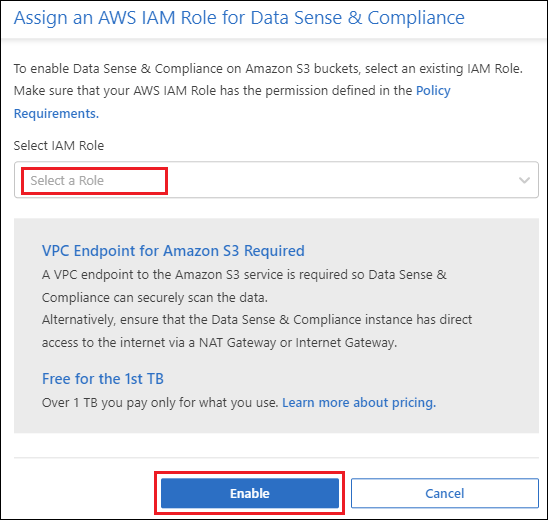 Assign an AWS IAM Role for Data Sense & Compliance
To enable Data Sense & Compliance on Amazon S3 buckets, select an existing IAM Role.
Make sure that your AWS IAM Role has the permission defined in the Policy
Requirements.
Select IAM Role
Select a Role
VPC Endpoint for Amazon S3 Required
A VPC endpoint to the Amazon S3 service is required so Data Sense &
Compliance can securely scan the data.
Alternatively, ensure that the Data Sense & Compliance instance has direct
access to the internet via a NAT Gateway or Internet Gateway.
Free for the 1st TB
Over 1 TB you pay only for what you use. Learn more about pricing.
Enable
Cancel